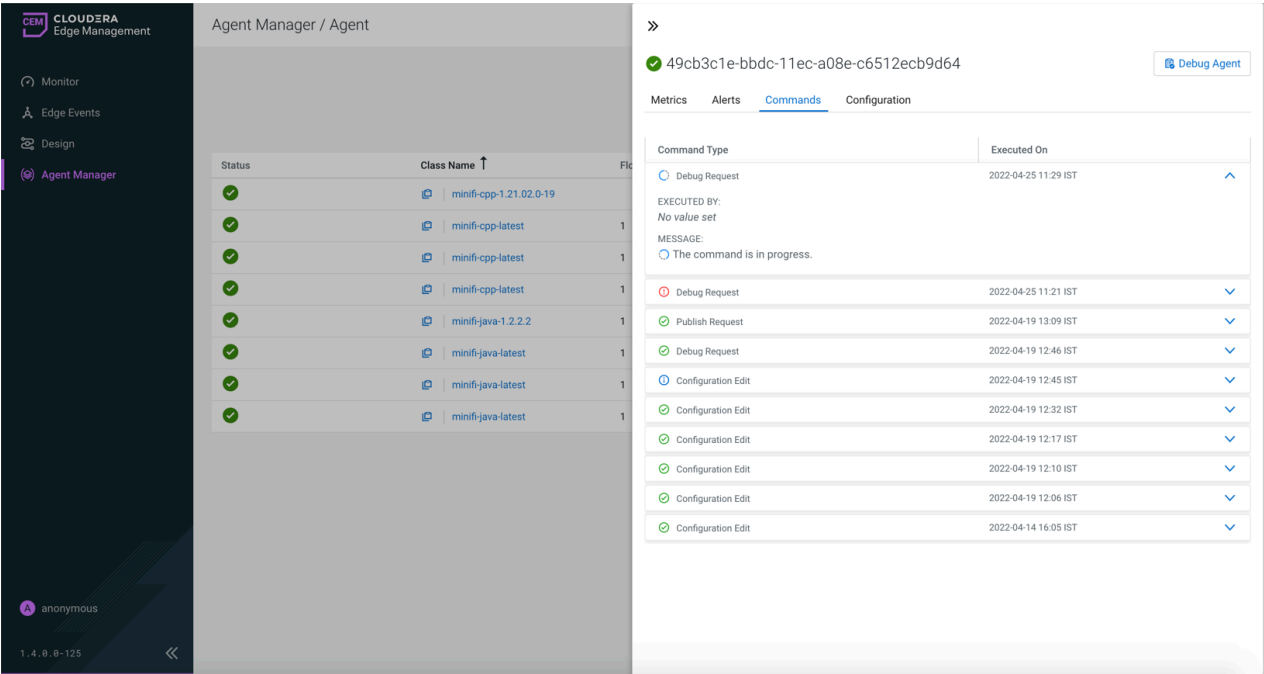 CEM CLOUDERA
Edge Management
Monitor
Edge Events
Design
Agent Manager
A anonymous
1.4.0.0-125
Agent Manager / Agent
Status Class Name
minifi-cpp-1.21.02.0-19
minifi-cpp-latest 1
minifi-cpp-latest 1
minifi-cpp-latest 1
minifi-java-1.2.2.2 1
minifi-java-latest 1
minifi-java-latest 1
minifi-java-latest 1
49cb3c1e-bbdc-11ec-a08e-c6512ecb9d64 Debug Agent
Metrics Alerts Commands Configuration
Command Type Executed On
Debug Request 2022-04-25 11:29 IST
EXECUTED BY:
No value set
MESSAGE:
The command is in progress.
Debug Request 2022-04-25 11:21 IST
Publish Request 2022-04-19 13:09 IST
Debug Request 2022-04-19 12:46 IST
Configuration Edit 2022-04-19 12:45 IST
Configuration Edit 2022-04-19 12:32 IST
Configuration Edit 2022-04-19 12:17 IST
Configuration Edit 2022-04-19 12:10 IST
Configuration Edit 2022-04-19 12:06 IST
Configuration Edit 2022-04-14 16:05 IST